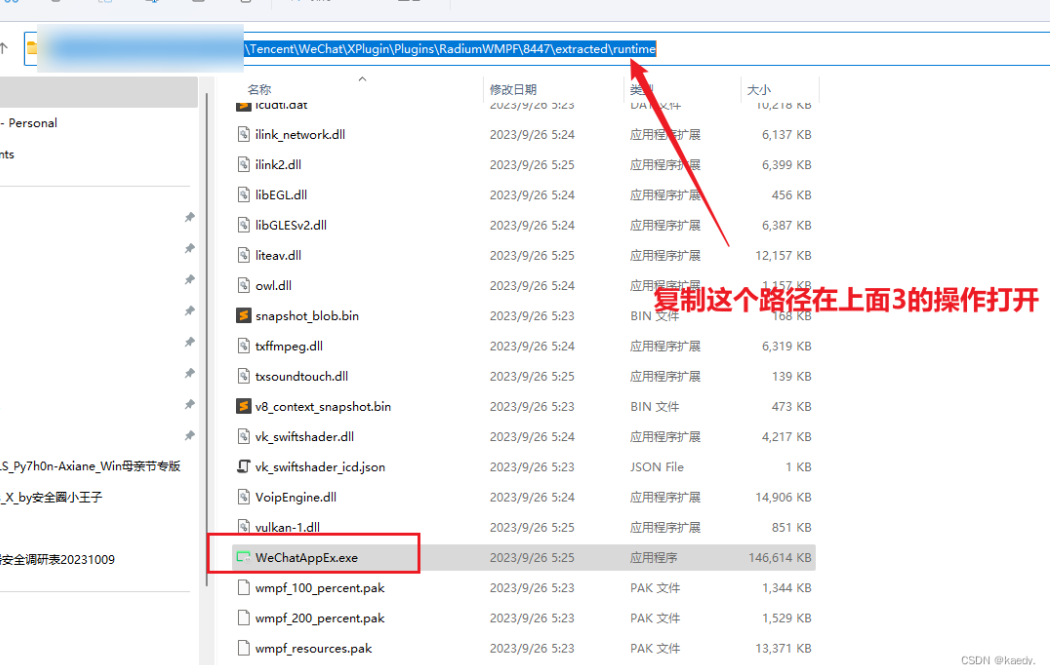 \Tencent\WeChat\XPlugin\Plugins\RadiumWMPF\8447\extracted\runtime
名称 修改日期 类型 大小
- Personal
nts
icudtl.dat 2023/9/26 5:23 DAT 文件 10,218 KB
ilink_network.dll 2023/9/26 5:24 应用程序扩展 6,137 KB
ilink2.dll 2023/9/26 5:25 应用程序扩展 6,399 KB
libEGL.dll 2023/9/26 5:24 应用程序扩展 456 KB
libGLESv2.dll 2023/9/26 5:24 应用程序扩展 6,387 KB
liteav.dll 2023/9/26 5:24 应用程序扩展 12,157 KB
owl.dll 2023/9/26 5:24 应用程序扩展 1,157 KB
复制这个路径在上面3的操作打开
snapshot_blob.bin 2023/9/26 5:23 BIN 文件 168 KB
txffmpeg.dll 2023/9/26 5:24 应用程序扩展 6,319 KB
txsoundtouch.dll 2023/9/26 5:25 应用程序扩展 139 KB
v8_context_snapshot.bin 2023/9/26 5:23 BIN 文件 473 KB
vk_swiftshader.dll 2023/9/26 5:24 应用程序扩展 4,217 KB
LS_Py7h0n-Axiane_Win母亲节专版
vk_swiftshader_icd.json 2023/9/26 5:23 JSON File 1 KB
_X_by安全圈小王子
VoipEngine.dll 2023/9/26 5:24 应用程序扩展 14,906 KB
vulkan-1.dll 2023/9/26 5:25 应用程序扩展 851 KB
安全调研表20231009
WeChatAppEx.exe 2023/9/26 5:25 应用程序 146,614 KB
wmpf_100_percent.pak 2023/9/26 5:23 PAK 文件 1,344 KB
wmpf_200_percent.pak 2023/9/26 5:23 PAK 文件 1,529 KB
wmpf_resources.pak 2023/9/26 5:23 PAK 文件 13,371 KB
CSDN @kaedy.